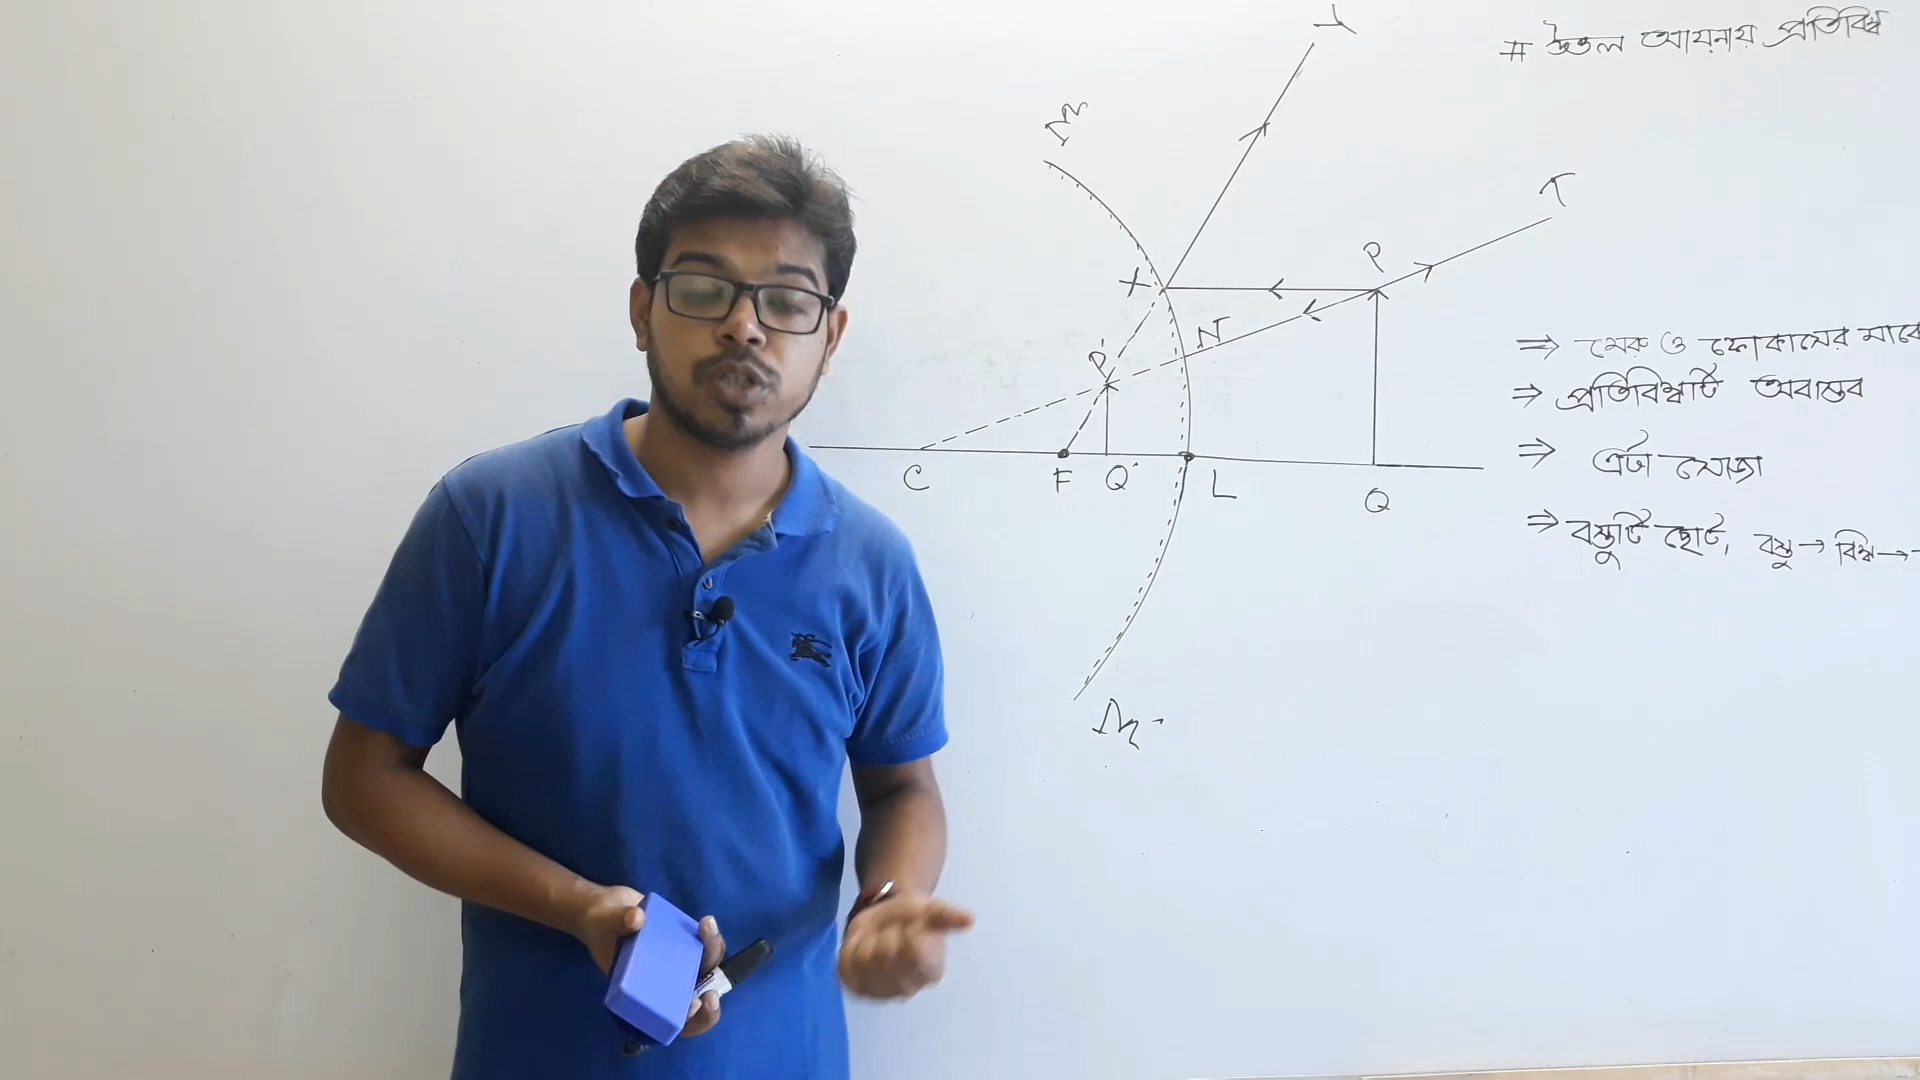 # উত্তল আয়নায় প্রতিবিম্ব
P
X
N
P'
C
F
Q'
L
Q
⇒ মেরু ও ফোকাসের মাঝে
⇒ প্রতিবিম্বটি অবাস্তব
⇒ এটা সোজা
⇒ বস্তুটি ছোট, বস্তু → বিম্ব →